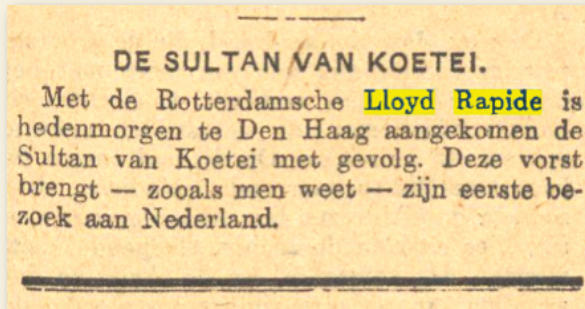 DE SULTAN VAN KOETEI.
Met de Rotterdamsche Lloyd Rapide is
hedenmorgen te Den Haag aangekomen de
Sultan van Koetei met gevolg. Deze vorst
brengt — zooals men weet — zijn eerste be-
zoek aan Nederland.